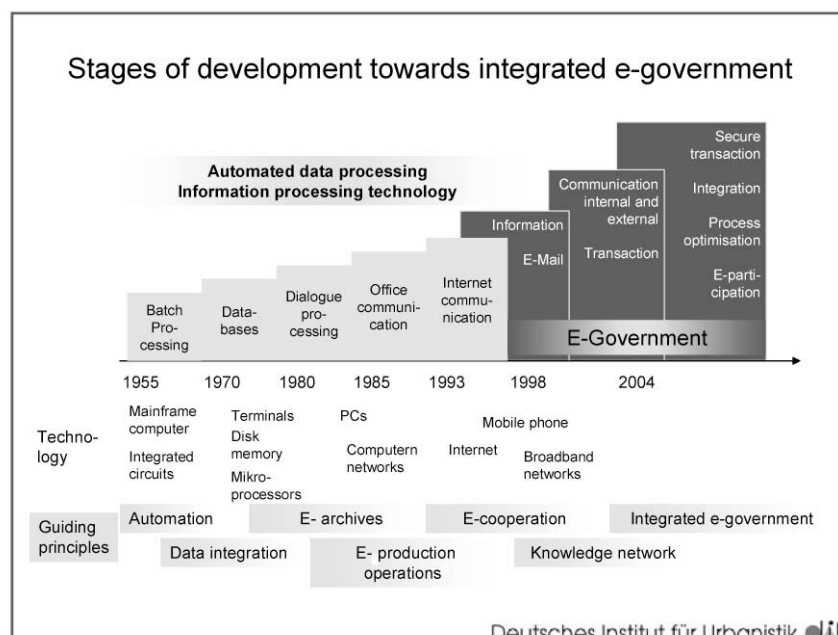 Stages of development towards integrated e-government
Automated data processing
Information processing technology
Batch
Pro-
cessing
Data-
bases
Dialogue
pro-
cessing
Office
communi-
cation
Internet
commu-
nication
Information
E-Mail
Communication
internal and
external
Transaction
Secure
transaction
Integration
Process
optimisation
E-parti-
cipation
E-Government
1955 1970 1980 1985 1993 1998 2004
Techno-
logy
Mainframe
computer
Integrated
circuits
Terminals
Disk
memory
Mikro-
processors
PCs
Computern
networks
Internet
Mobile phone
Broadband
networks
Guiding
principles
Automation
E- archives
E-cooperation
Integrated e-government
Data integration
E- production
operations
Knowledge network
Deutsches Institut für Urbanistik